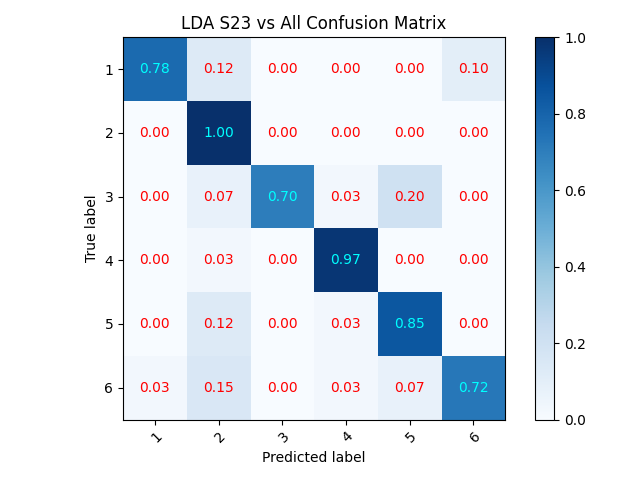 LDA S23 vs All Confusion Matrix
True label
1 0.78 0.12 0.00 0.00 0.00 0.10
2 0.00 1.00 0.00 0.00 0.00 0.00
3 0.00 0.07 0.70 0.03 0.20 0.00
4 0.00 0.03 0.00 0.97 0.00 0.00
5 0.00 0.12 0.00 0.03 0.85 0.00
6 0.03 0.15 0.00 0.03 0.07 0.72
1 2 3 4 5 6
Predicted label
1.0
0.8
0.6
0.4
0.2
0.0